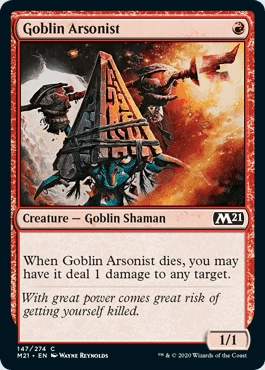 Goblin Arsonist
Creature — Goblin Shaman
M21
When Goblin Arsonist dies, you may
have it deal 1 damage to any target.
With great power comes great risk of
getting yourself killed.
1/1
147/274 C
M21 • EN Wayne Reynolds
™ & © 2020 Wizards of the Coast